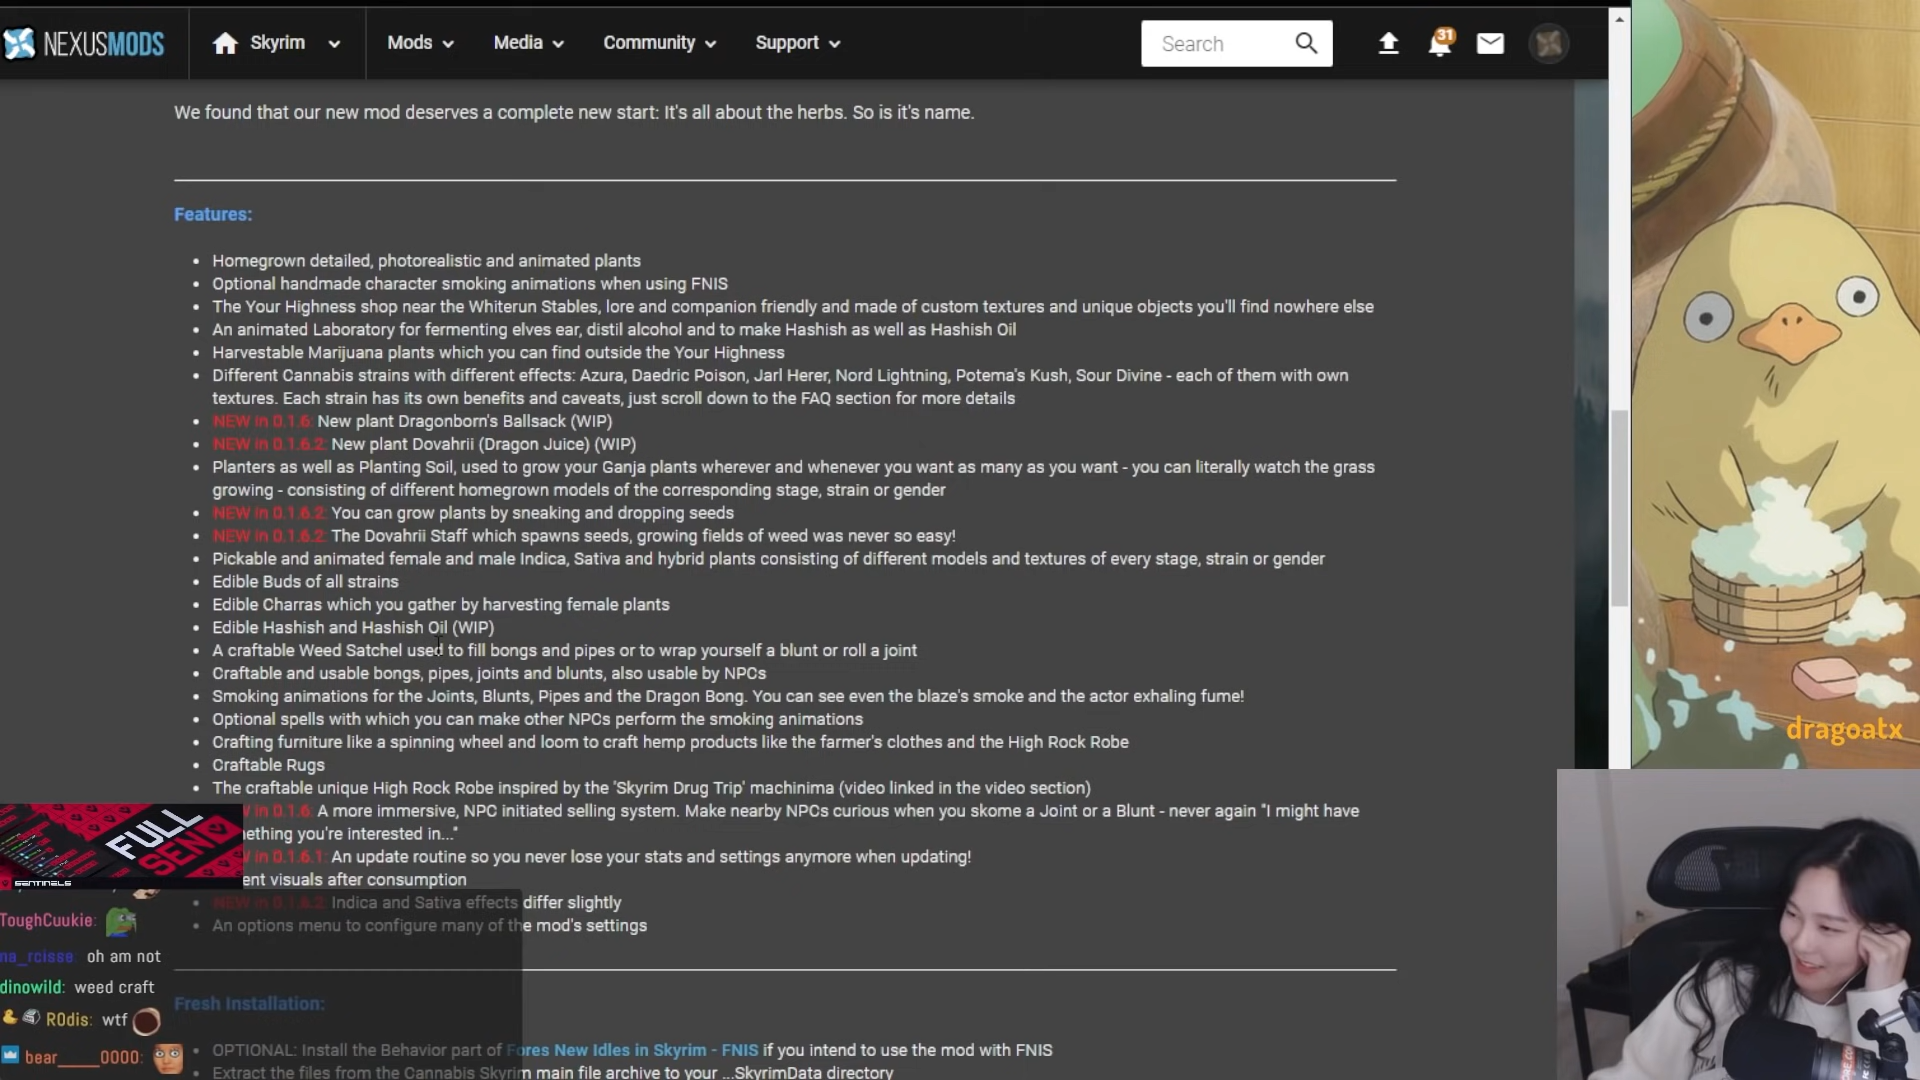 NEXUSMODS
Skyrim
Mods
Media
Community
Support
Search
31
We found that our new mod deserves a complete new start: It's all about the herbs. So is it's name.
Features:
Homegrown detailed, photorealistic and animated plants
Optional handmade character smoking animations when using FNIS
The Your Highness shop near the Whiterun Stables, lore and companion friendly and made of custom textures and unique objects you'll find nowhere else
An animated Laboratory for fermenting elves ear, distil alcohol and to make Hashish as well as Hashish Oil
Harvestable Marijuana plants which you can find outside the Your Highness
Different Cannabis strains with different effects: Azura, Daedric Poison, Jarl Herer, Nord Lightning, Potema's Kush, Sour Divine - each of them with own
textures. Each strain has its own benefits and caveats, just scroll down to the FAQ section for more details
NEW in 0.1.6: New plant Dragonborn's Ballsack (WIP)
NEW in 0.1.6.2: New plant Dovahrii (Dragon Juice) (WIP)
Planters as well as Planting Soil, used to grow your Ganja plants wherever and whenever you want as many as you want - you can literally watch the grass
growing - consisting of different homegrown models of the corresponding stage, strain or gender
NEW in 0.1.6.2: You can grow plants by sneaking and dropping seeds
NEW in 0.1.6.2: The Dovahrii Staff which spawns seeds, growing fields of weed was never so easy!
Pickable and animated female and male Indica, Sativa and hybrid plants consisting of different models and textures of every stage, strain or gender
Edible Buds of all strains
Edible Charras which you gather by harvesting female plants
Edible Hashish and Hashish Oil (WIP)
A craftable Weed Satchel used to fill bongs and pipes or to wrap yourself a blunt or roll a joint
Craftable and usable bongs, pipes, joints and blunts, also usable by NPCs
Smoking animations for the Joints, Blunts, Pipes and the Dragon Bong. You can see even the blaze's smoke and the actor exhaling fume!
Optional spells with which you can make other NPCs perform the smoking animations
Crafting furniture like a spinning wheel and loom to craft hemp products like the farmer's clothes and the High Rock Robe
Craftable Rugs
The craftable unique High Rock Robe inspired by the 'Skyrim Drug Trip' machinima (video linked in the video section)
in 0.1.6: A more immersive, NPC initiated selling system. Make nearby NPCs curious when you skome a Joint or a Blunt - never again "I might have
ething you're interested in..."
in 0.1.6.1: An update routine so you never lose your stats and settings anymore when updating!
ent visuals after consumption
NEW in 0.1.6.2: Indica and Sativa effects differ slightly
An options menu to configure many of the mod's settings
Fresh Installation:
OPTIONAL: Install the Behavior part of Fores New Idles in Skyrim - FNIS if you intend to use the mod with FNIS
Extract the files from the Cannabis Skyrim main file archive to your ...SkyrimData directory
FULL
SEND
SENTINELS
ToughCuukie:
na_rcisse: oh am not
dinowild: weed craft
R0dis: wtf
bear____0000:
dragoatx